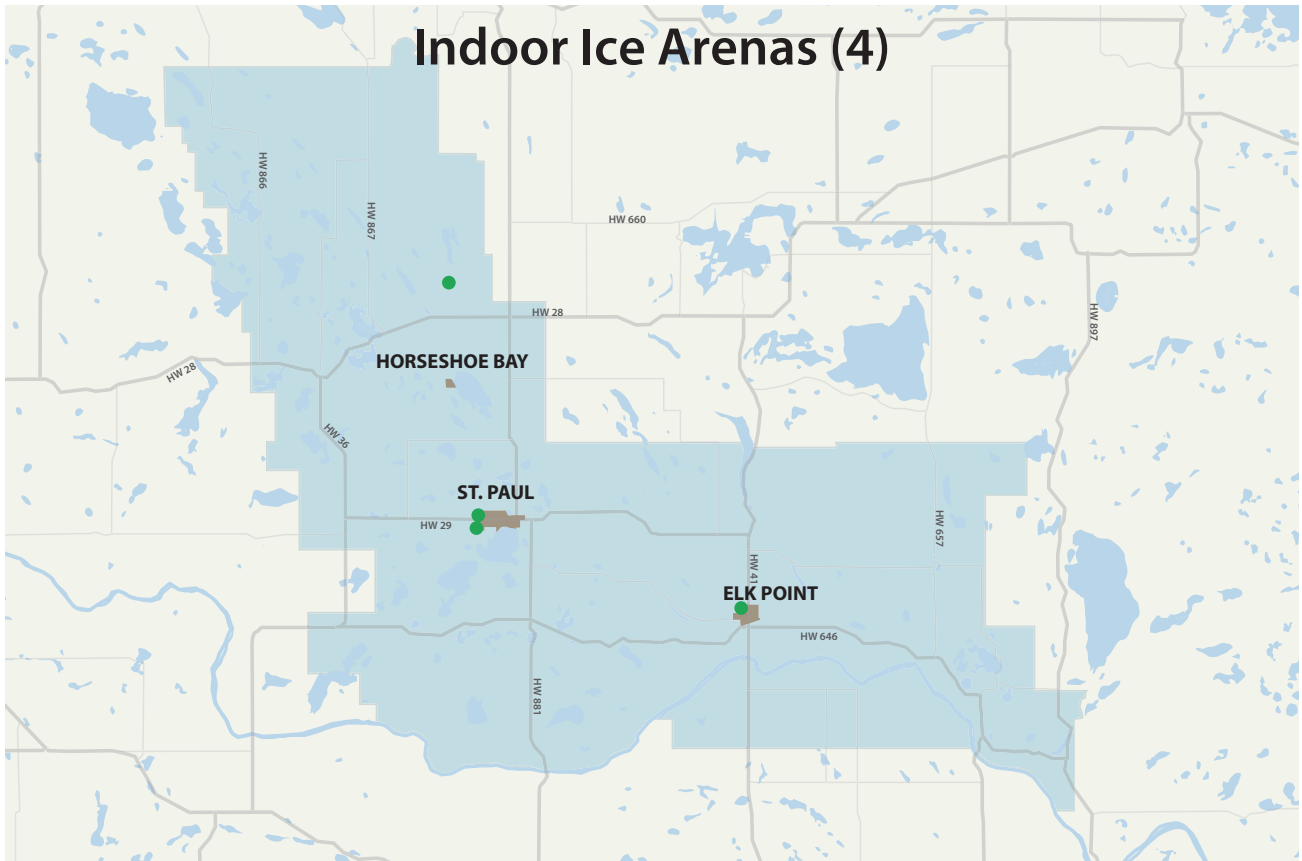 Indoor Ice Arenas (4)
HW 866
HW 867
HW 660
HW 28
HW 897
HORSESHOE BAY
HW 28
HW 36
ST. PAUL
HW 29
HW 657
HW 41
ELK POINT
HW 646
HW 881